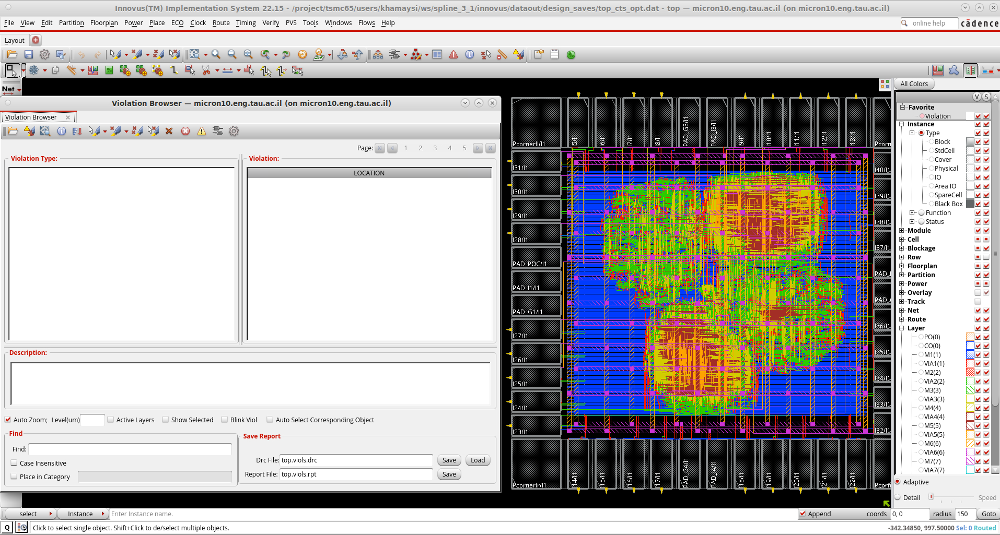 Innovus(TM) Implementation System 22.15 - /project/tsmc65/users/khamaysi/ws/spline_3_1/innovus/dataout/design_saves/top_cts_opt.dat - top — micron10.eng.tau.ac.il (on micron10.eng.tau.ac.il)
File View Edit Partition Floorplan Power Place ECO Clock Route Timing Verify PVS Tools Windows Flows Help
online help
cādence
Layout
Net
All Colors
Violation Browser — micron10.eng.tau.ac.il (on micron10.eng.tau.ac.il)
Violation Browser
Page: 1 2 3 4 5
Violation Type:
Violation:
LOCATION
Description:
Auto Zoom; Level(um) Active Layers Show Selected Blink Viol Auto Select Corresponding Object
Find
Find:
Case Insensitive
Place in Category
Save Report
Drc File: top.viols.drc Save Load
Report File: top.viols.rpt Save
PcornerII/I1
I5/I1
I6/I1
I7/I1
I8/I1
PAD_G3/I1
PAD_I3/I1
I9/I1
I10/I1
I11/I1
I12/I1
I13/I1
Pcorn
I31/I1
I30/I1
I29/I1
I28/I1
PAD_POC/I1
PAD_I1/I1
PAD_G1/I1
I27/I1
I26/I1
I25/I1
I24/I1
I23/I1
I40/I1
I39/I1
I38/I1
I37/I1
PAD_
PAD_
I36/I1
I35/I1
I34/I1
I33/I1
I32/I1
PcornerIr/I1
I14/I1
I15/I1
I16/I1
I17/I1
PAD_G4/I1
PAD_I4/I1
I18/I1
I19/I1
I20/I1
I21/I1
I22/I1
Pcorn
V S
Favorite
Violation
Instance
Type
Block
StdCell
Cover
Physical
IO
Area IO
SpareCell
Black Box
Function
Status
Module
Cell
Blockage
Row
Floorplan
Partition
Power
Overlay
Track
Net
Route
Layer
PO(0)
CO(0)
M1(1)
VIA1(1)
M2(2)
VIA2(2)
M3(3)
VIA3(3)
M4(4)
VIA4(4)
M5(5)
VIA5(5)
M6(6)
VIA6(6)
M7(7)
VIA7(7)
Adaptive
Detail Speed
select Instance Enter Instance name. Append coords 0, 0 radius 150 Goto
Q Click to select single object. Shift+Click to de/select multiple objects. -342.34850, 997.50000 Sel: 0 Routed